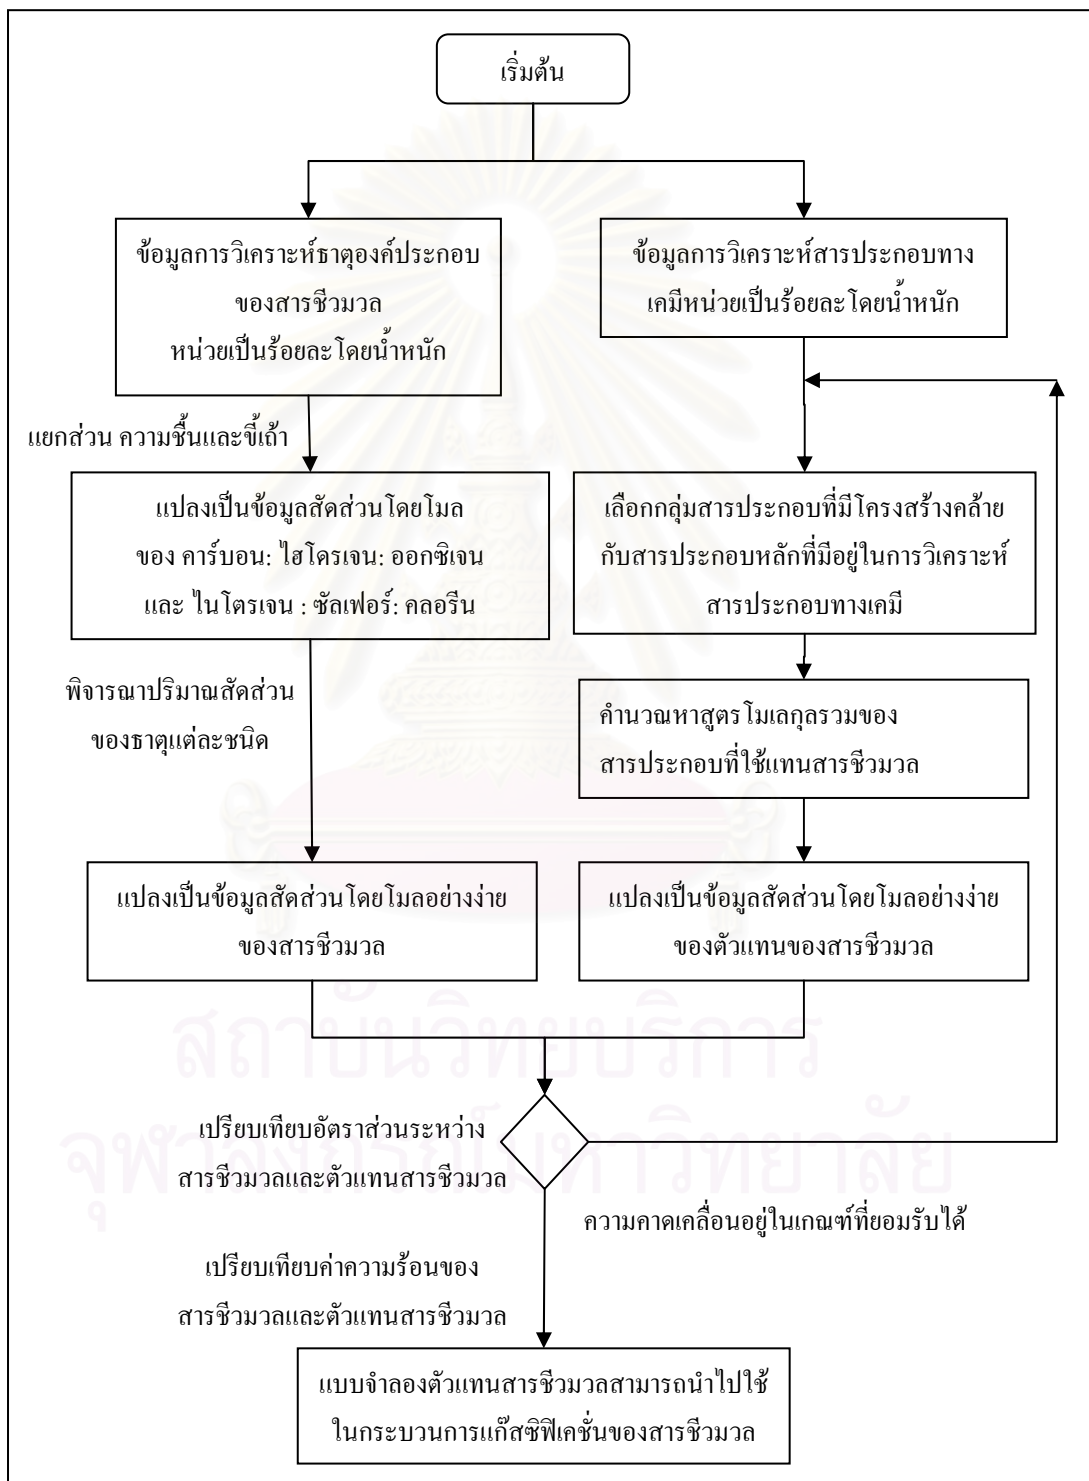 เริ่มต้น
ข้อมูลการวิเคราะห์ธาตุองค์ประกอบ
ของสารชีวมวล
หน่วยเป็นร้อยละโดยน้ำหนัก
ข้อมูลการวิเคราะห์สารประกอบทาง
เคมีหน่วยเป็นร้อยละโดยน้ำหนัก
แยกส่วน ความชื้นและขี้เถ้า
แปลงเป็นข้อมูลสัดส่วนโดยโมล
ของ คาร์บอน: ไฮโดรเจน: ออกซิเจน
และ ไนโตรเจน : ซัลเฟอร์: คลอรีน
เลือกกลุ่มสารประกอบที่มีโครงสร้างคล้าย
กับสารประกอบหลักที่มีอยู่ในการวิเคราะห์
สารประกอบทางเคมี
พิจารณาปริมาณสัดส่วน
ของธาตุแต่ละชนิด
คำนวณหาสูตรโมเลกุลรวมของ
สารประกอบที่ใช้แทนสารชีวมวล
แปลงเป็นข้อมูลสัดส่วนโดยโมลอย่างง่าย
ของสารชีวมวล
แปลงเป็นข้อมูลสัดส่วนโดยโมลอย่างง่าย
ของตัวแทนของสารชีวมวล
สถาบันวิทยบริการ
จุฬาลงกรณ์มหาวิทยาลัย
เปรียบเทียบอัตราส่วนระหว่าง
สารชีวมวลและตัวแทนสารชีวมวล
ความคาดเคลื่อนอยู่ในเกณฑ์ที่ยอมรับได้
เปรียบเทียบค่าความร้อนของ
สารชีวมวลและตัวแทนสารชีวมวล
แบบจำลองตัวแทนสารชีวมวลสามารถนำไปใช้
ในกระบวนการแก๊สซิฟิเคชั่นของสารชีวมวล